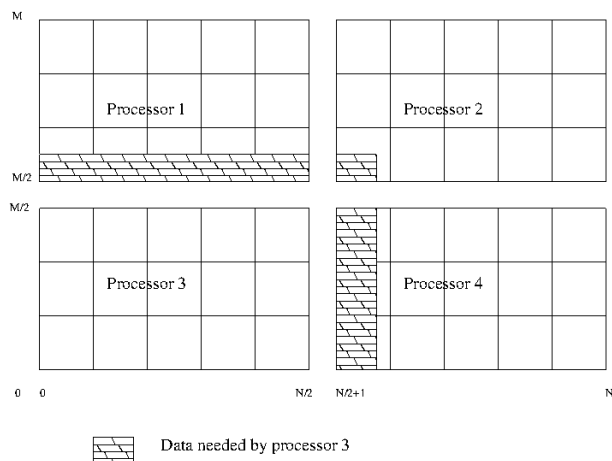 M
Processor 1
Processor 2
M/2
M/2
Processor 3
Processor 4
0 0 N/2 N/2+1 N
Data needed by processor 3